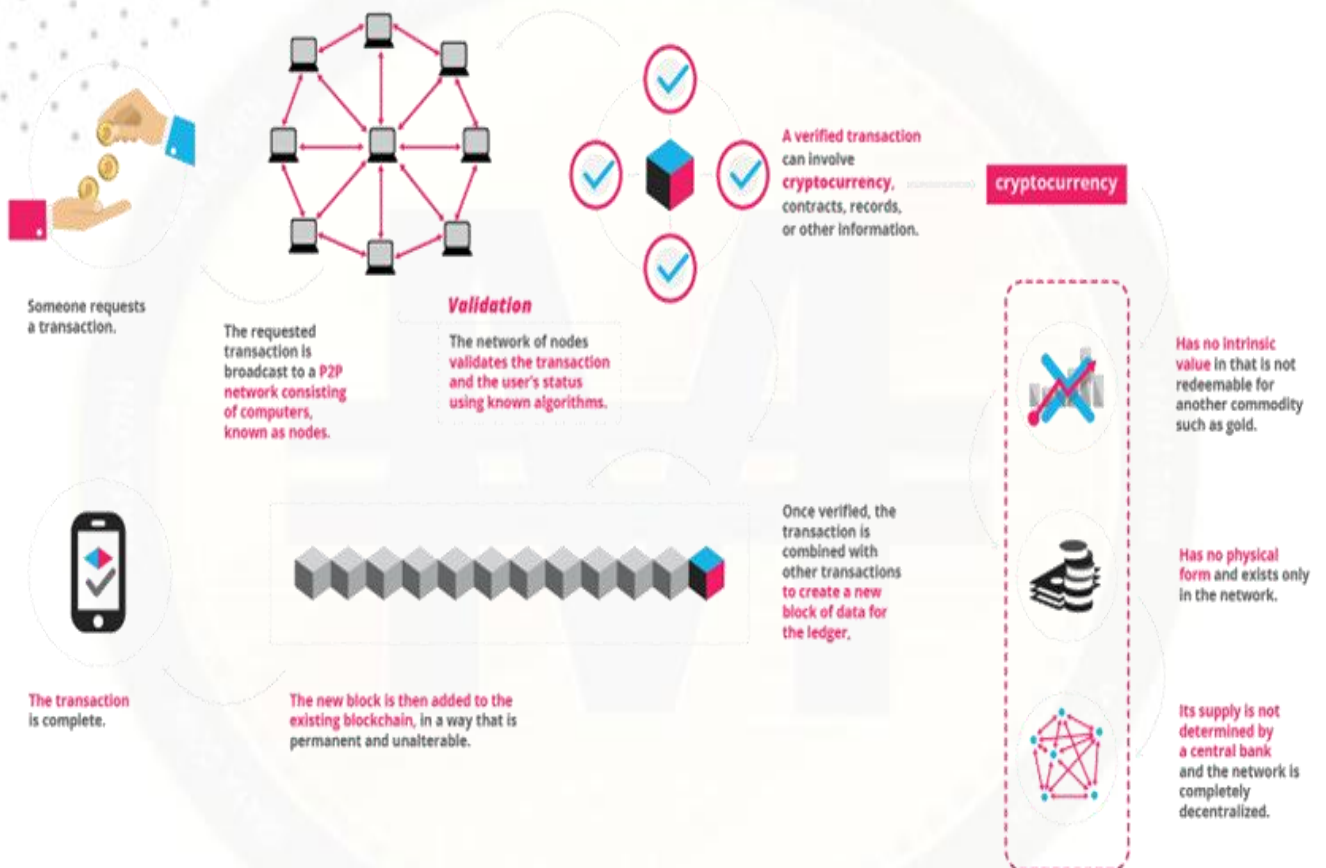 Someone requests
a transaction.
The requested
transaction is
broadcast to a P2P
network consisting
of computers,
known as nodes.
Validation
The network of nodes
validates the transaction
and the user's status
using known algorithms.
A verified transaction
can involve
cryptocurrency,
contracts, records,
or other information.
cryptocurrency
Has no intrinsic
value in that is not
redeemable for
another commodity
such as gold.
Has no physical
form and exists only
in the network.
Its supply is not
determined by
a central bank
and the network is
completely
decentralized.
Once verified, the
transaction is
combined with
other transactions
to create a new
block of data for
the ledger,
The new block is then added to the
existing blockchain, in a way that is
permanent and unalterable.
The transaction
is complete.